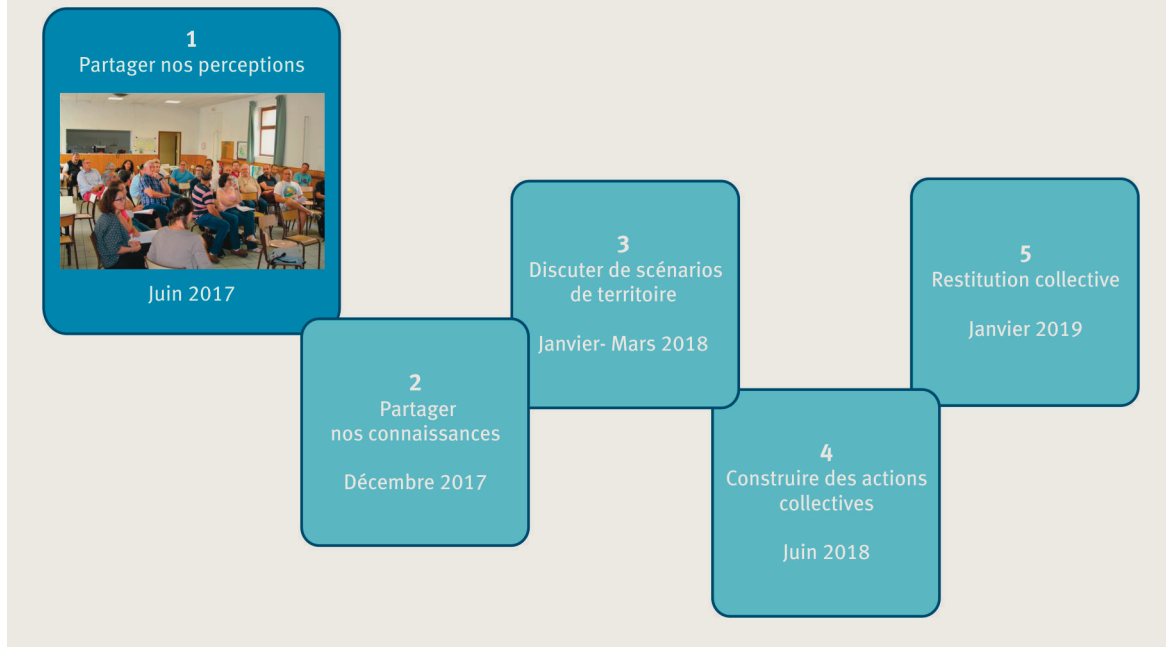 1
Partager nos perceptions
Juin 2017
2
Partager
nos connaissances
Décembre 2017
3
Discuter de scénarios
de territoire
Janvier- Mars 2018
4
Construire des actions
collectives
Juin 2018
5
Restitution collective
Janvier 2019